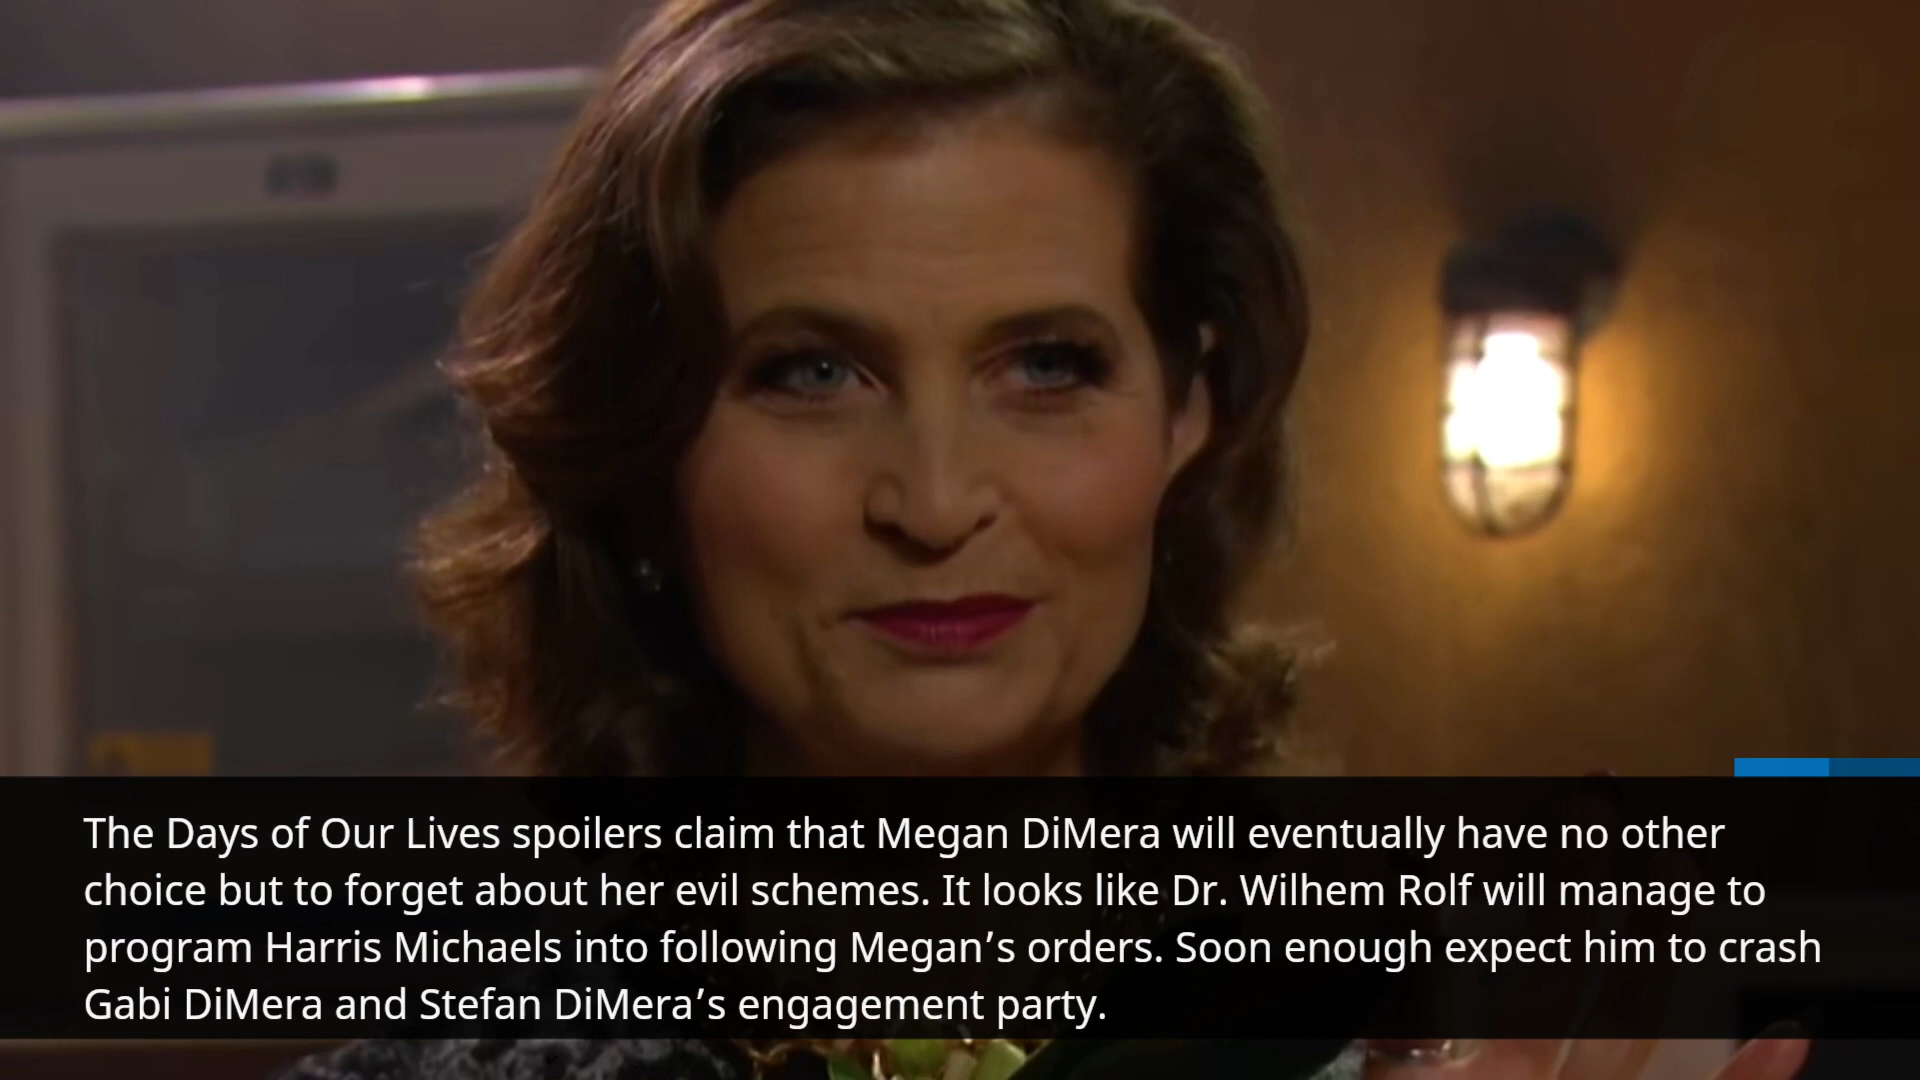 The Days of Our Lives spoilers claim that Megan DiMera will eventually have no other
choice but to forget about her evil schemes. It looks like Dr. Wilhem Rolf will manage to
program Harris Michaels into following Megan’s orders. Soon enough expect him to crash
Gabi DiMera and Stefan DiMera’s engagement party.